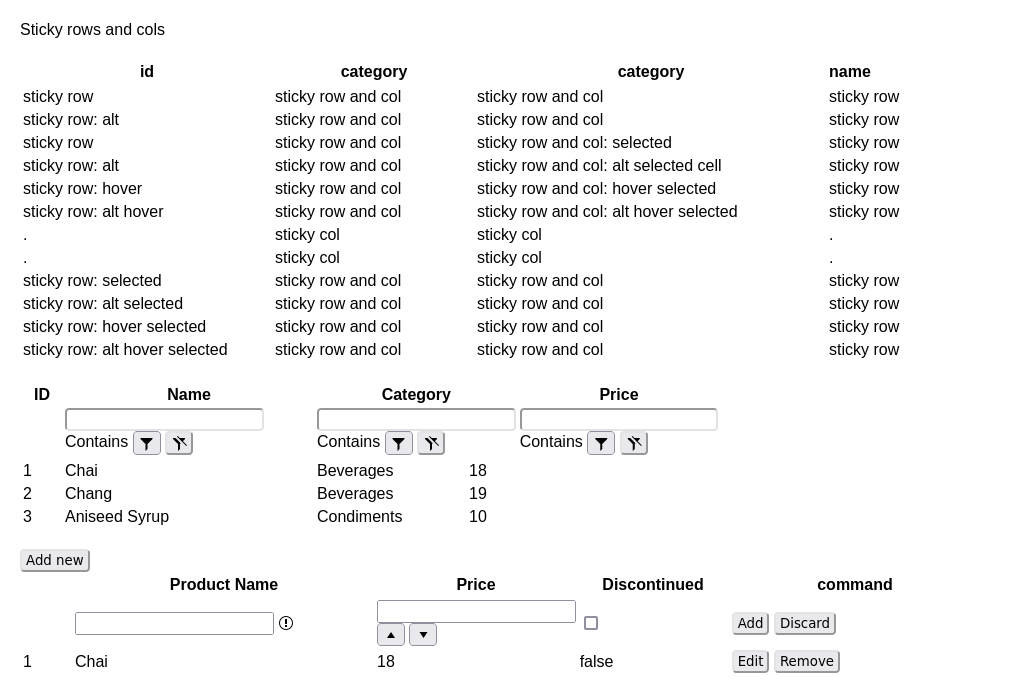 Sticky rows and cols
id category category name
sticky row sticky row and col sticky row and col sticky row
sticky row: alt sticky row and col sticky row and col sticky row
sticky row sticky row and col sticky row and col: selected sticky row
sticky row: alt sticky row and col sticky row and col: alt selected cell sticky row
sticky row: hover sticky row and col sticky row and col: hover selected sticky row
sticky row: alt hover sticky row and col sticky row and col: alt hover selected sticky row
. sticky col sticky col .
. sticky col sticky col .
sticky row: selected sticky row and col sticky row and col sticky row
sticky row: alt selected sticky row and col sticky row and col sticky row
sticky row: hover selected sticky row and col sticky row and col sticky row
sticky row: alt hover selected sticky row and col sticky row and col sticky row
ID Name Category Price
Contains Contains Contains
1 Chai Beverages 18
2 Chang Beverages 19
3 Aniseed Syrup Condiments 10
Add new
Product Name Price Discontinued command
Add Discard
1 Chai 18 false Edit Remove